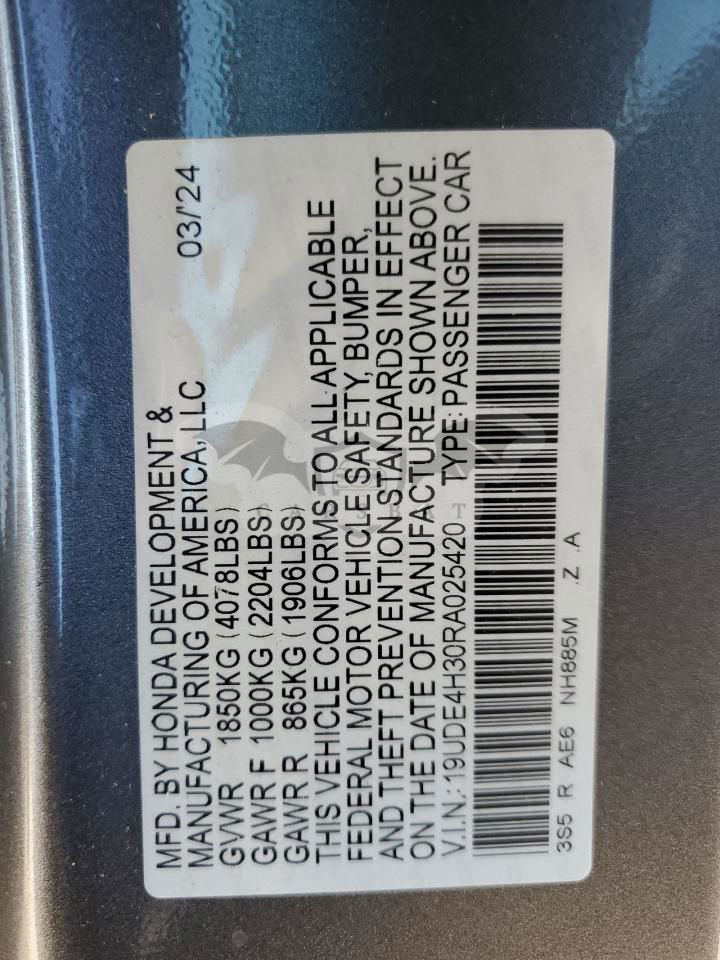 MFD. BY HONDA DEVELOPMENT &
MANUFACTURING OF AMERICA, LLC 03/'24
GVWR 1850KG (4078LBS)
GAWR F 1000KG (2204LBS)
GAWR R 865KG (1906LBS)
THIS VEHICLE CONFORMS TO ALL APPLICABLE
FEDERAL MOTOR VEHICLE SAFETY, BUMPER,
AND THEFT PREVENTION STANDARDS IN EFFECT
ON THE DATE OF MANUFACTURE SHOWN ABOVE.
V.I.N.: 19UDE4H30RA025420 TYPE: PASSENGER CAR
3S5 R AE6 NH885M .Z .A